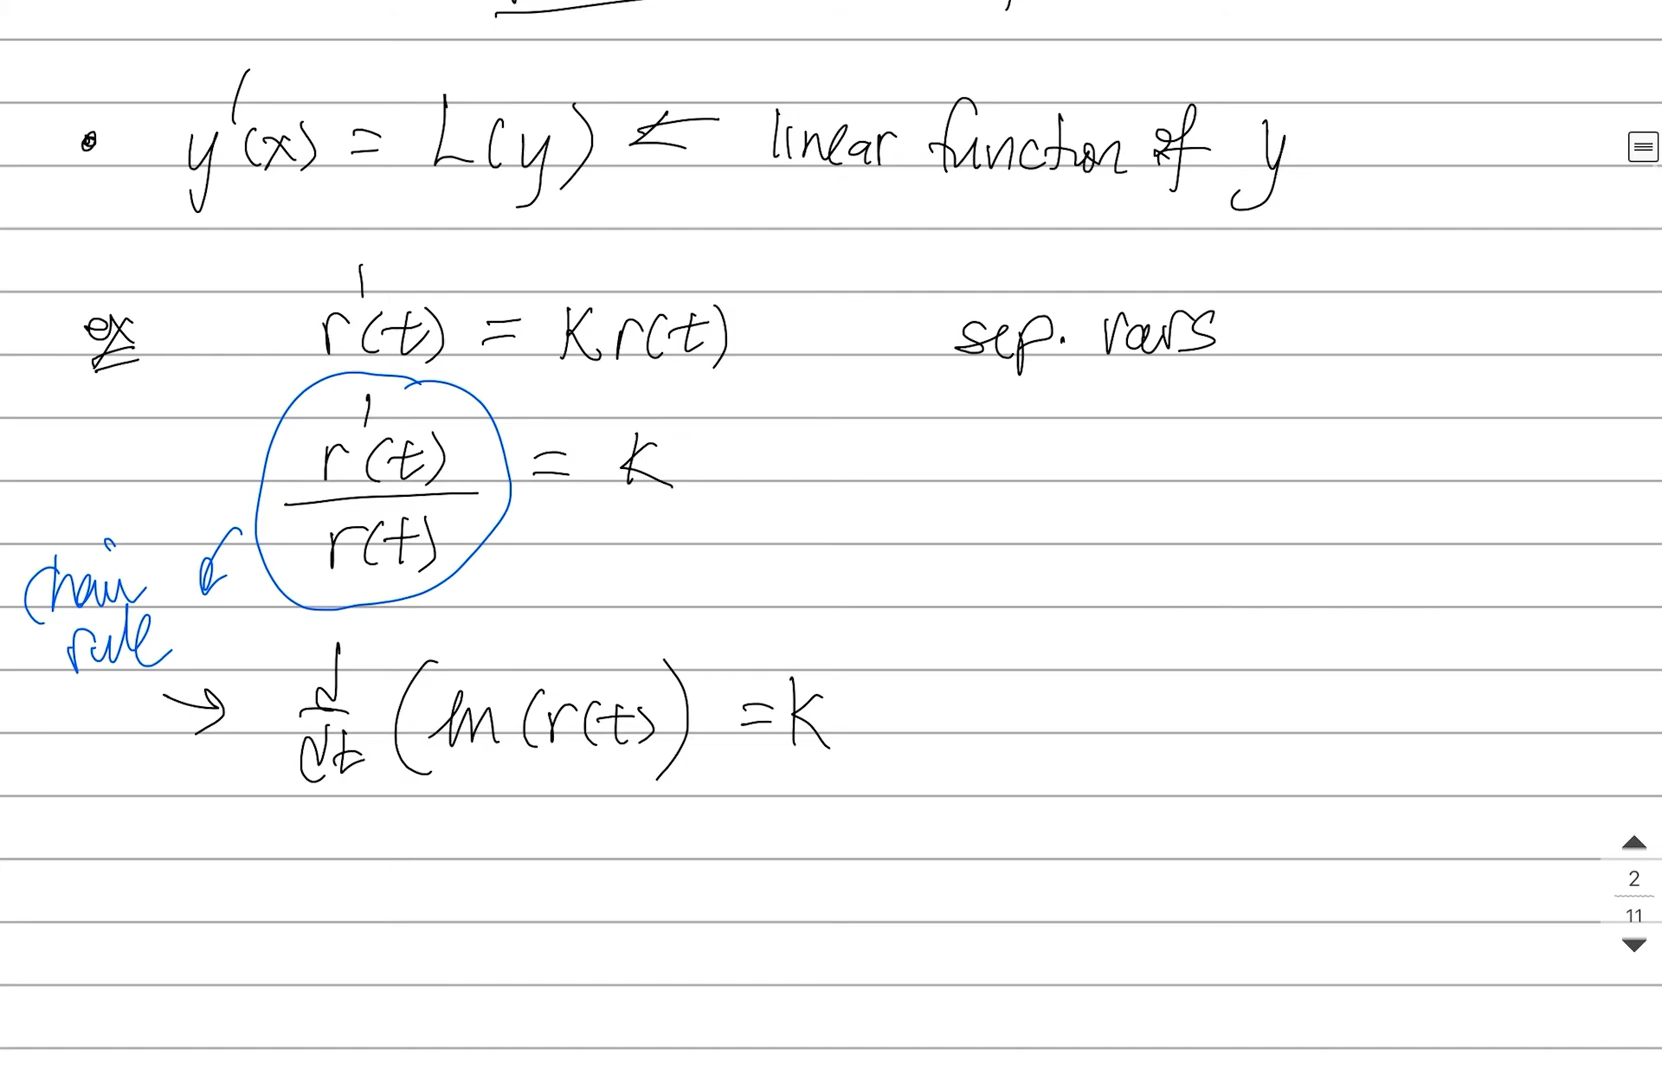 • y'(x) = L(y) ← linear function of y
ex r'(t) = K r(t) sep. vars
r'(t)
r(t) = K
chain
rule
→ d/dt (ln(r(t)) = K
2
11